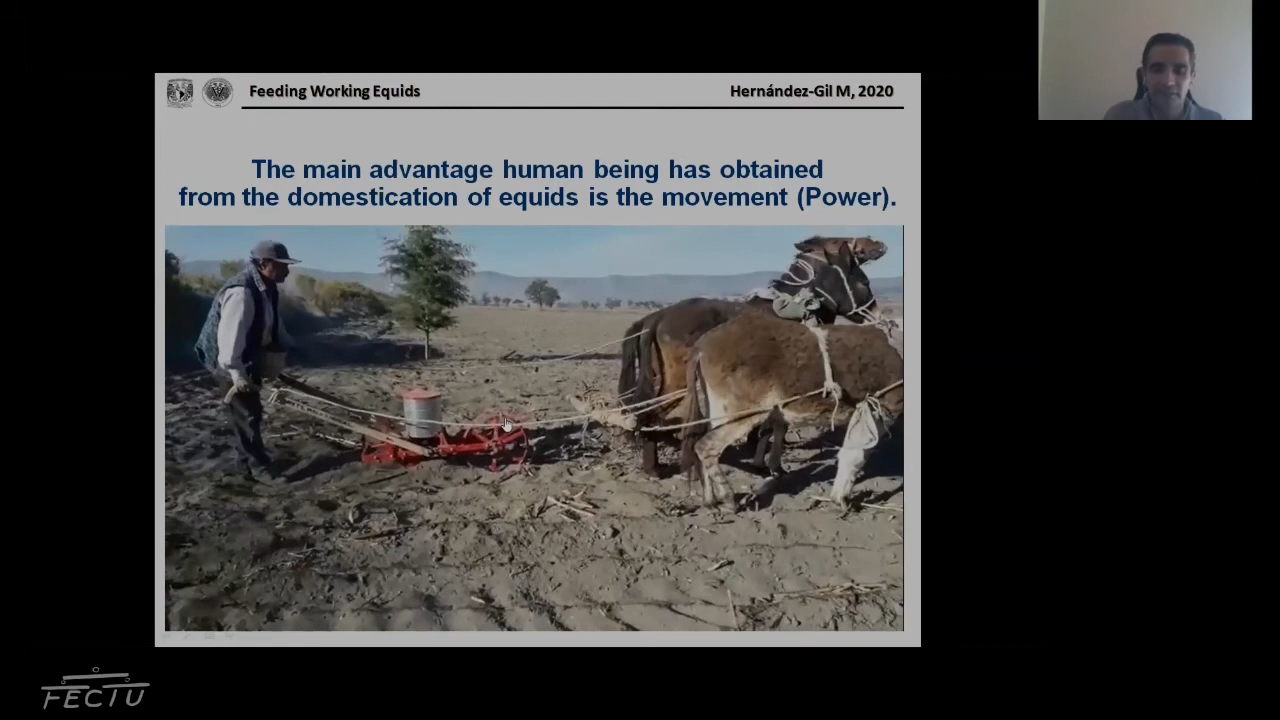 Feeding Working Equids
Hernández-Gil M, 2020
The main advantage human being has obtained
from the domestication of equids is the movement (Power).
FECTU